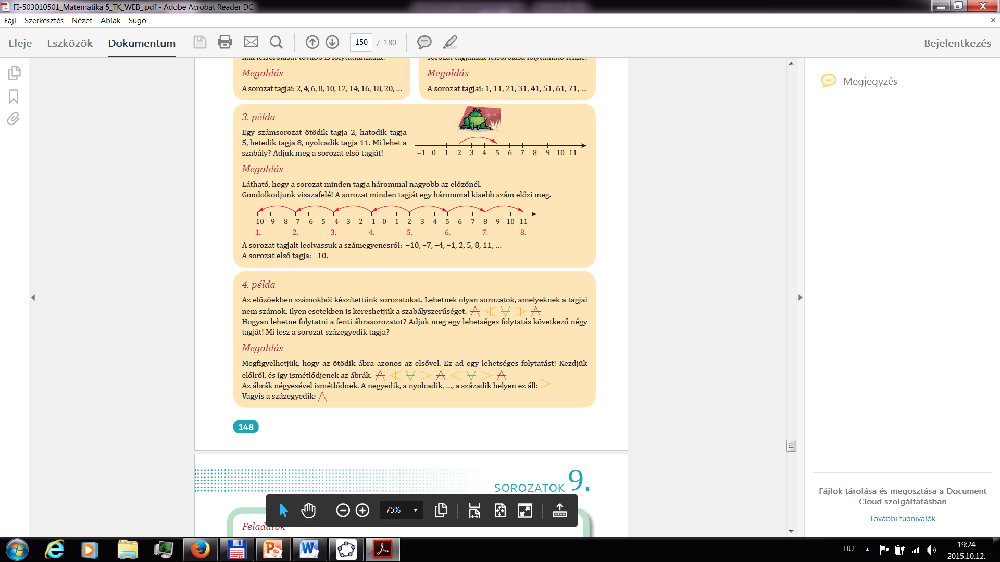 FI-503010501_Matematika 5_TK_WEB_.pdf - Adobe Acrobat Reader DC
Fájl Szerkesztés Nézet Ablak Súgó
Eleje Eszközök Dokumentum 150 / 180 Bejelentkezés
nak felsorolását tovább is folytathatnánk!
sorozat tagjainak felsorolása folytatható lenne!
Megoldás
A sorozat tagjai: 2, 4, 6, 8, 10, 12, 14, 16, 18, 20, ...
Megoldás
A sorozat tagjai: 1, 11, 21, 31, 41, 51, 61, 71, ...
3. példa
Egy számsorozat ötödik tagja 2, hatodik tagja
5, hetedik tagja 8, nyolcadik tagja 11. Mi lehet a
szabály? Adjuk meg a sorozat első tagját!
−1 0 1 2 3 4 5 6 7 8 9 10 11
Megoldás
Látható, hogy a sorozat minden tagja hárommal nagyobb az előzőnél.
Gondolkodjunk visszafelé! A sorozat minden tagját egy hárommal kisebb szám előzi meg.
−10 −9 −8 −7 −6 −5 −4 −3 −2 −1 0 1 2 3 4 5 6 7 8 9 10 11
1. 2. 3. 4. 5. 6. 7. 8.
A sorozat tagjait leolvassuk a számegyenesről: −10, −7, −4, −1, 2, 5, 8, 11, ...
A sorozat első tagja: −10.
4. példa
Az előzőekben számokból készítettünk sorozatokat. Lehetnek olyan sorozatok, amelyeknek a tagjai
nem számok. Ilyen esetekben is kereshetjük a szabályszerűséget.
Hogyan lehetne folytatni a fenti ábrasorozatot? Adjuk meg egy lehetséges folytatás következő négy
tagját! Mi lesz a sorozat százegyedik tagja?
Megoldás
Megfigyelhetjük, hogy az ötödik ábra azonos az elsővel. Ez ad egy lehetséges folytatást! Kezdjük
előlről, és így ismétlődjenek az ábrák.
Az ábrák négyesével ismétlődnek. A negyedik, a nyolcadik, ..., a századik helyen ez áll:
Vagyis a százegyedik:
148
SOROZATOK 9.
Feladatok
75%
Megjegyzés
Fájlok tárolása és megosztása a Document
Cloud szolgáltatásban
További tudnivalók
HU 19:24
2015.10.12.